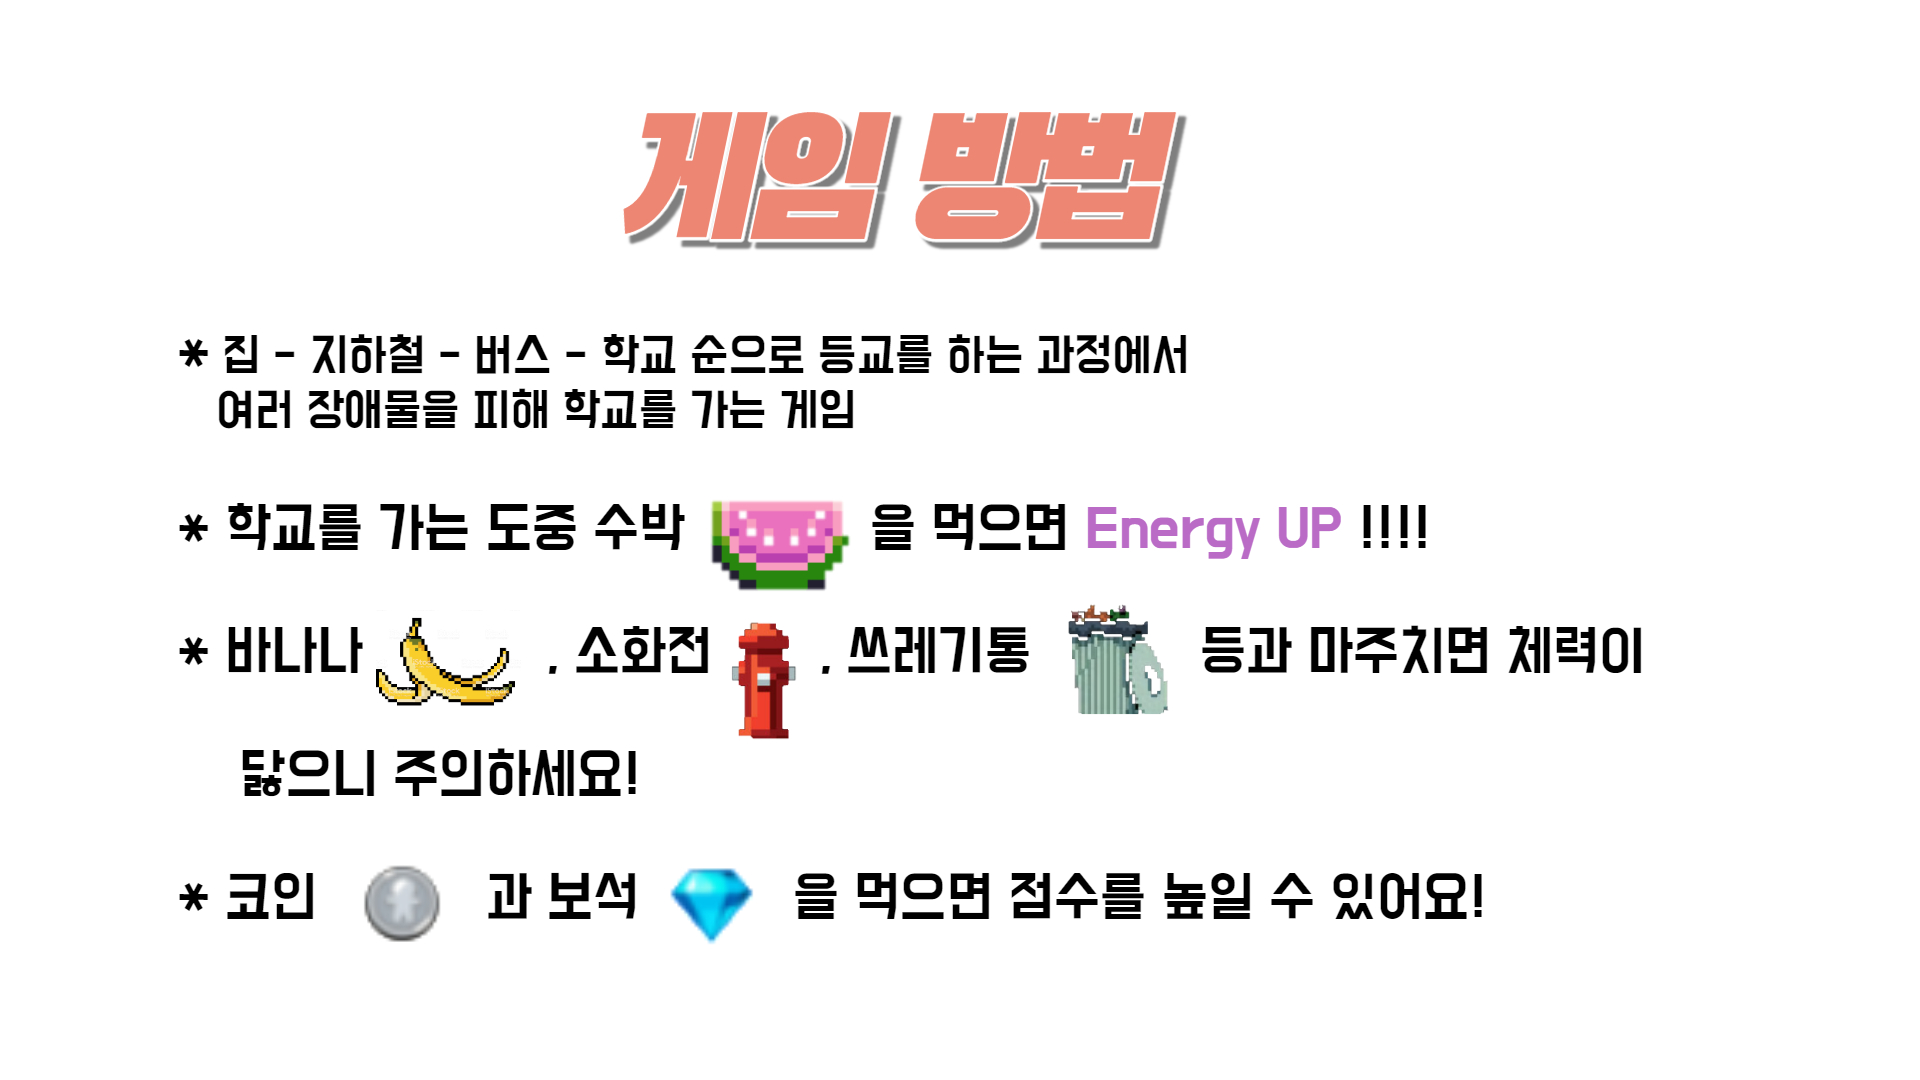 게임 방법
* 집 - 지하철 - 버스 - 학교 순으로 등교를 하는 과정에서
여러 장애물을 피해 학교를 가는 게임
* 학교를 가는 도중 수박 을 먹으면 Energy UP !!!!
* 바나나 , 소화전 , 쓰레기통 등과 마주치면 체력이
닳으니 주의하세요!
* 코인 과 보석 을 먹으면 점수를 높일 수 있어요!